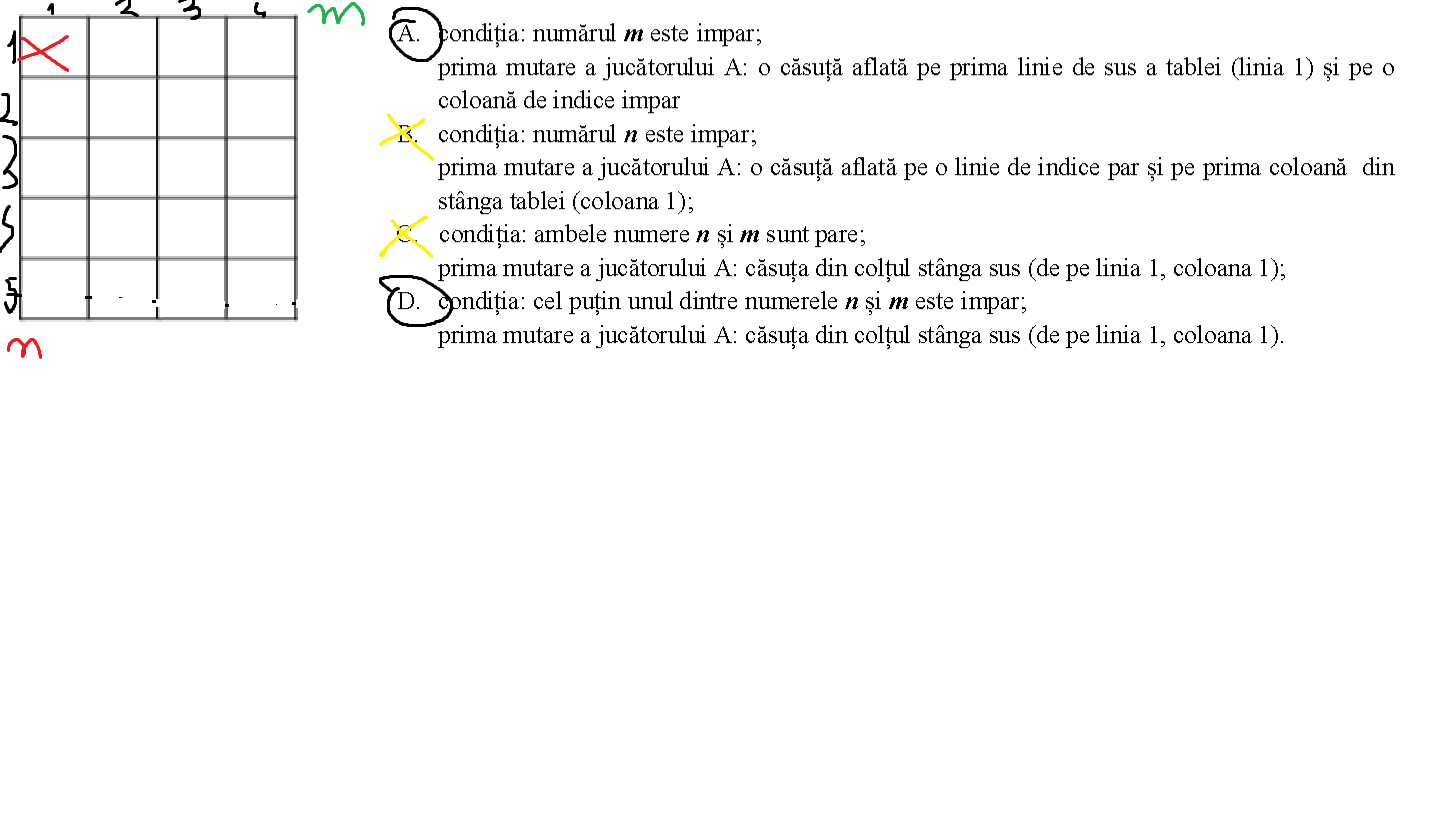 1 2 3 4 m
1
2
3
5
n
A. condiția: numărul m este impar;
prima mutare a jucătorului A: o căsuță aflată pe prima linie de sus a tablei (linia 1) și pe o
coloană de indice impar
B. condiția: numărul n este impar;
prima mutare a jucătorului A: o căsuță aflată pe o linie de indice par și pe prima coloană din
stânga tablei (coloana 1);
C. condiția: ambele numere n și m sunt pare;
prima mutare a jucătorului A: căsuța din colțul stânga sus (de pe linia 1, coloana 1);
D. condiția: cel puțin unul dintre numerele n și m este impar;
prima mutare a jucătorului A: căsuța din colțul stânga sus (de pe linia 1, coloana 1).